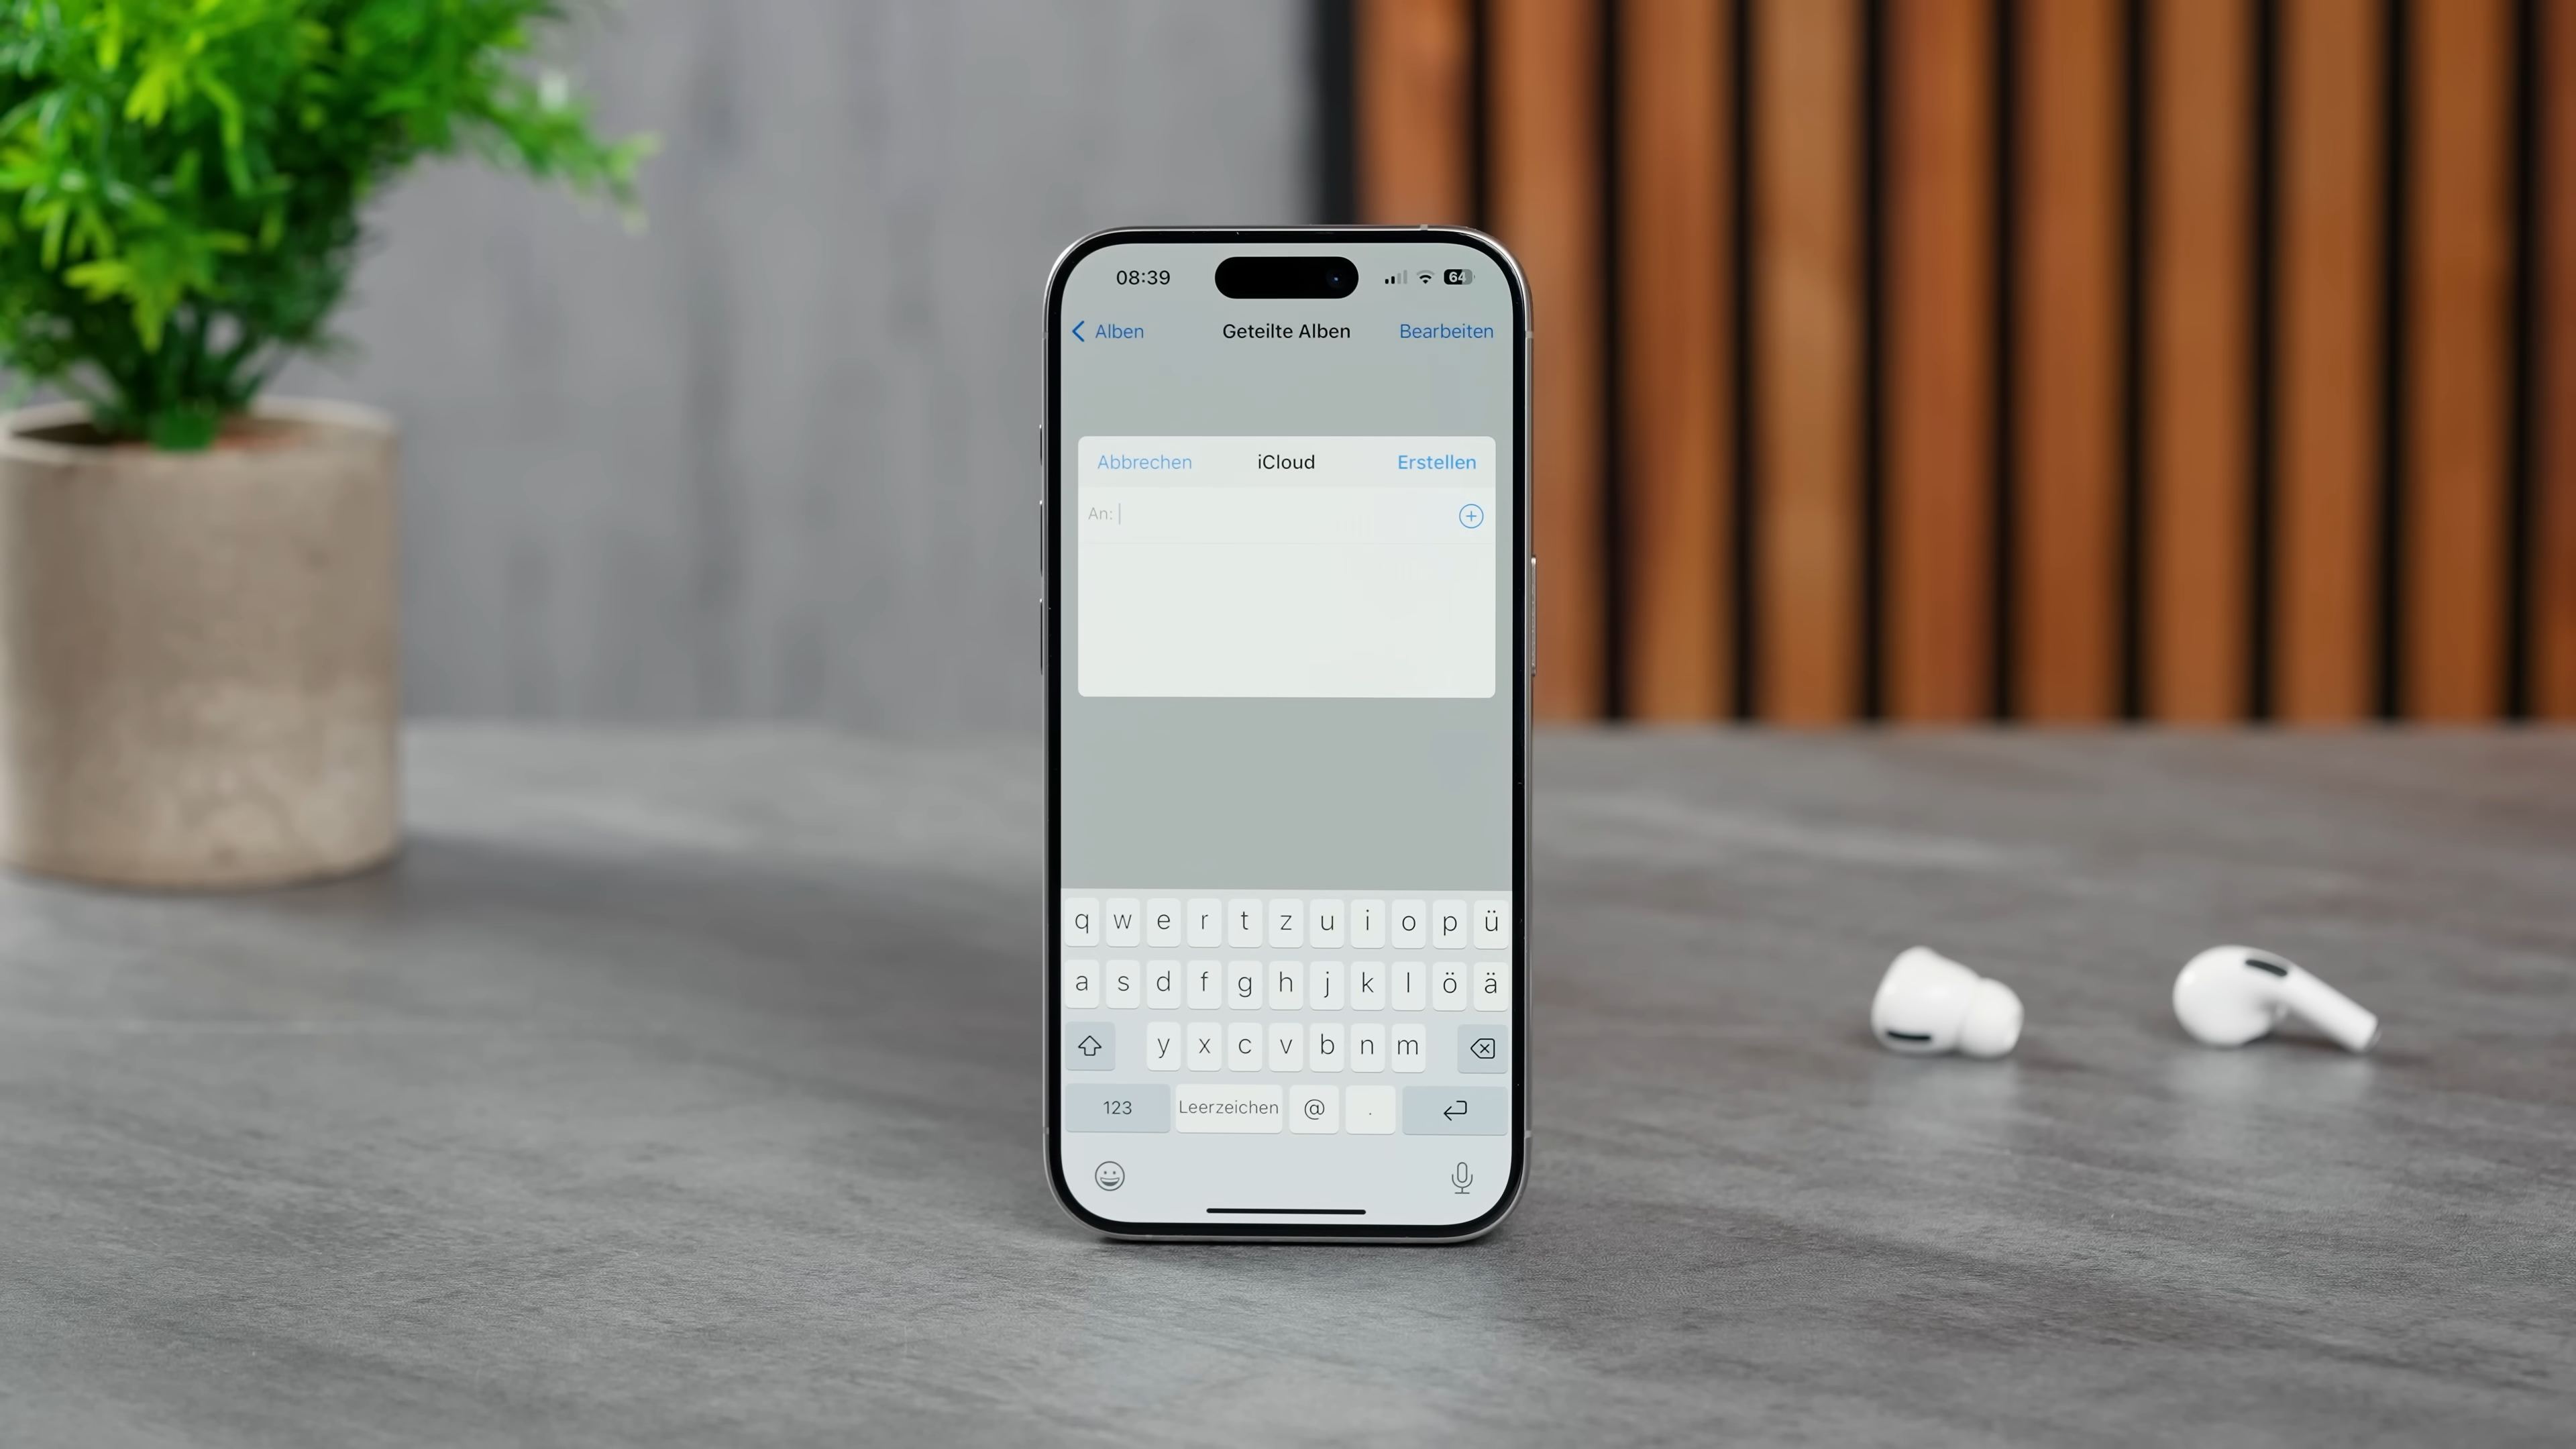 08:39 64
Alben Geteilte Alben Bearbeiten
Abbrechen iCloud Erstellen
An:
q w e r t z u i o p ü
a s d f g h j k l ö ä
y x c v b n m
123 Leerzeichen @ .